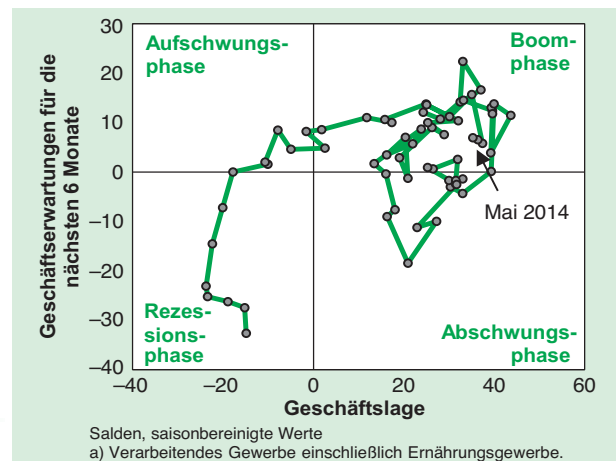 Geschäftserwartungen für die
nächsten 6 Monate
30
20
10
0
–10
–20
–30
–40
Aufschwungs-
phase
Boom-
phase
Mai 2014
Rezes-
sions-
phase
Abschwungs-
phase
–40
–20
0
20
40
60
Geschäftslage
Salden, saisonbereinigte Werte
a) Verarbeitendes Gewerbe einschließlich Ernährungsgewerbe.